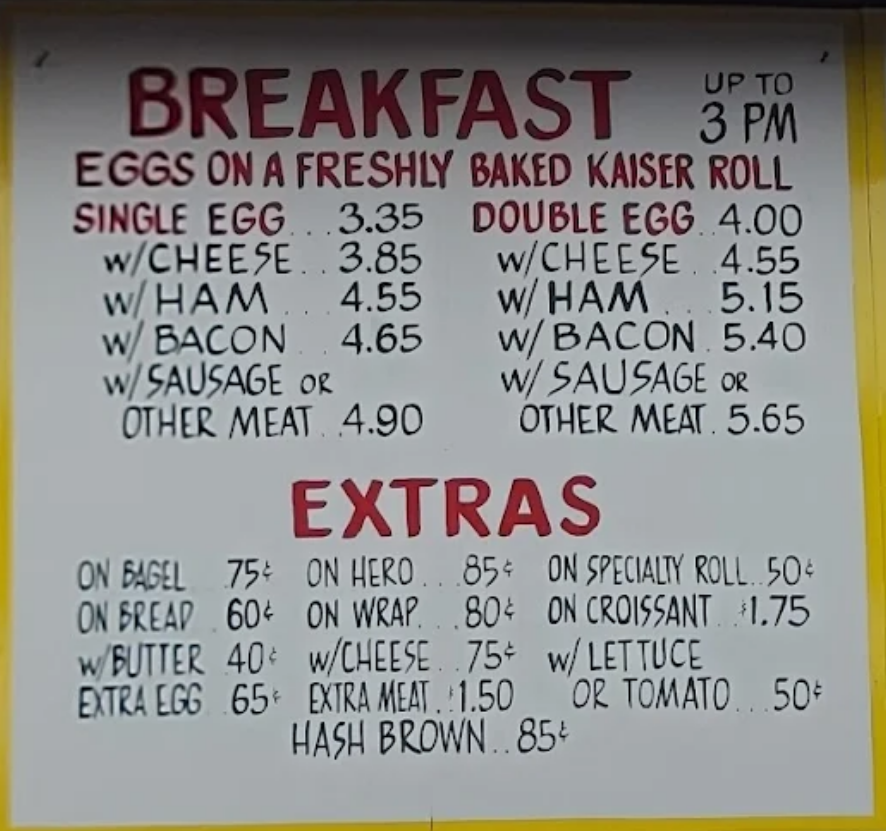 BREAKFAST UP TO 3 PM
EGGS ON A FRESHLY BAKED KAISER ROLL
SINGLE EGG...3.35 DOUBLE EGG..4.00
w/CHEESE..3.85 w/CHEESE..4.55
w/HAM...4.55 w/HAM...5.15
w/BACON..4.65 w/BACON.5.40
w/SAUSAGE OR w/SAUSAGE OR
OTHER MEAT..4.90 OTHER MEAT.5.65
EXTRAS
ON BAGEL .75¢ ON HERO...85¢ ON SPECIALTY ROLL..50¢
ON BREAD .60¢ ON WRAP...80¢ ON CROISSANT $1.75
w/BUTTER 40¢ w/CHEESE..75¢ w/LETTUCE
EXTRA EGG .65¢ EXTRA MEAT.$1.50 OR TOMATO...50¢
HASH BROWN..85¢